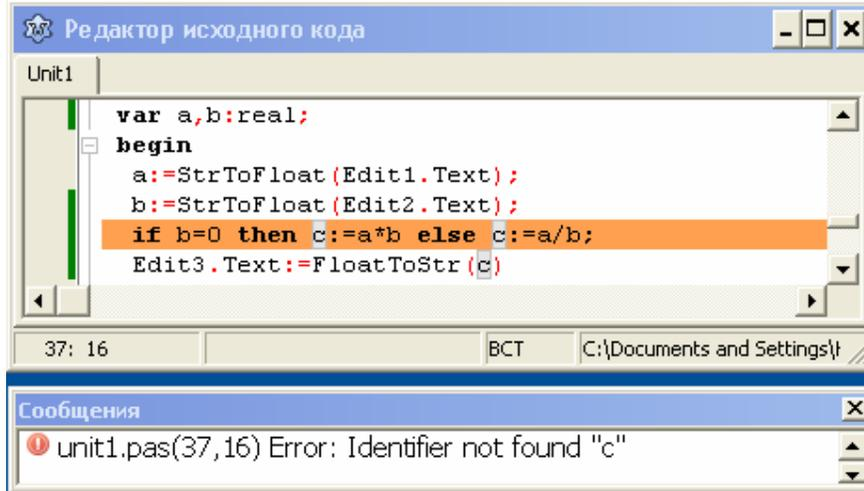 Редактор исходного кода
Unit1
var a,b:real;
begin
a:=StrToFloat(Edit1.Text);
b:=StrToFloat(Edit2.Text);
if b=0 then c:=a*b else c:=a/b;
Edit3.Text:=FloatToStr(c)
37: 16 ВСТ C:\Documents and Settings\
Сообщения
unit1.pas(37,16) Error: Identifier not found "c"